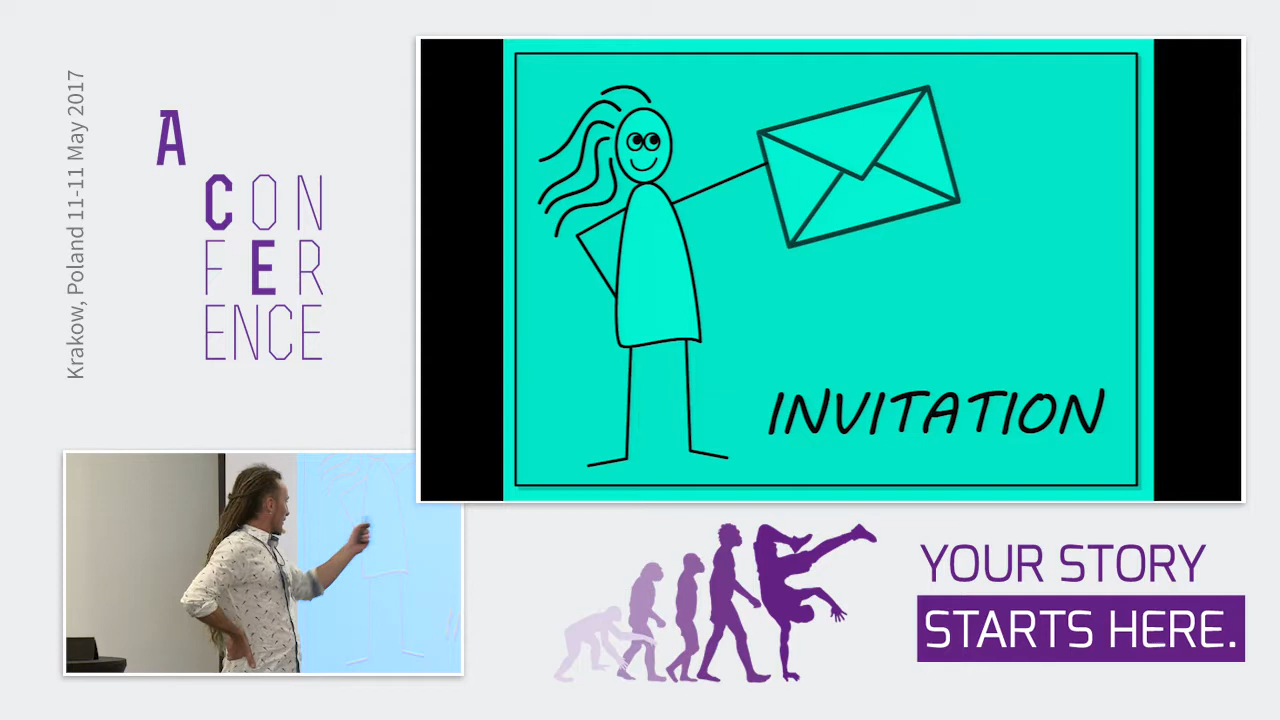 Krakow, Poland 11-11 May 2017
A
CON
FER
ENCE
INVITATION
YOUR STORY
STARTS HERE.